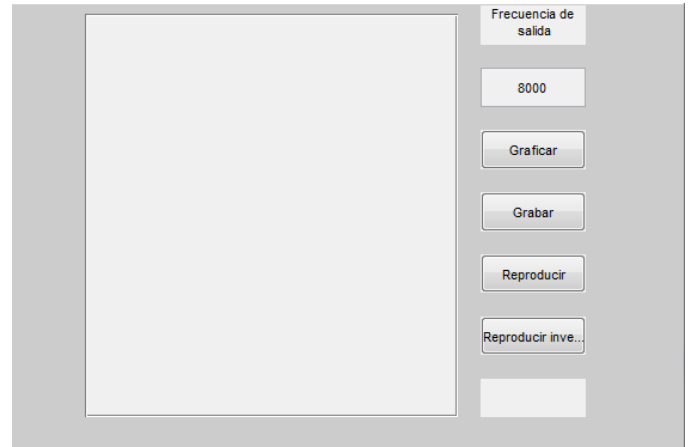 Frecuencia de
salida
8000
Graficar
Grabar
Reproducir
Reproducir inve...